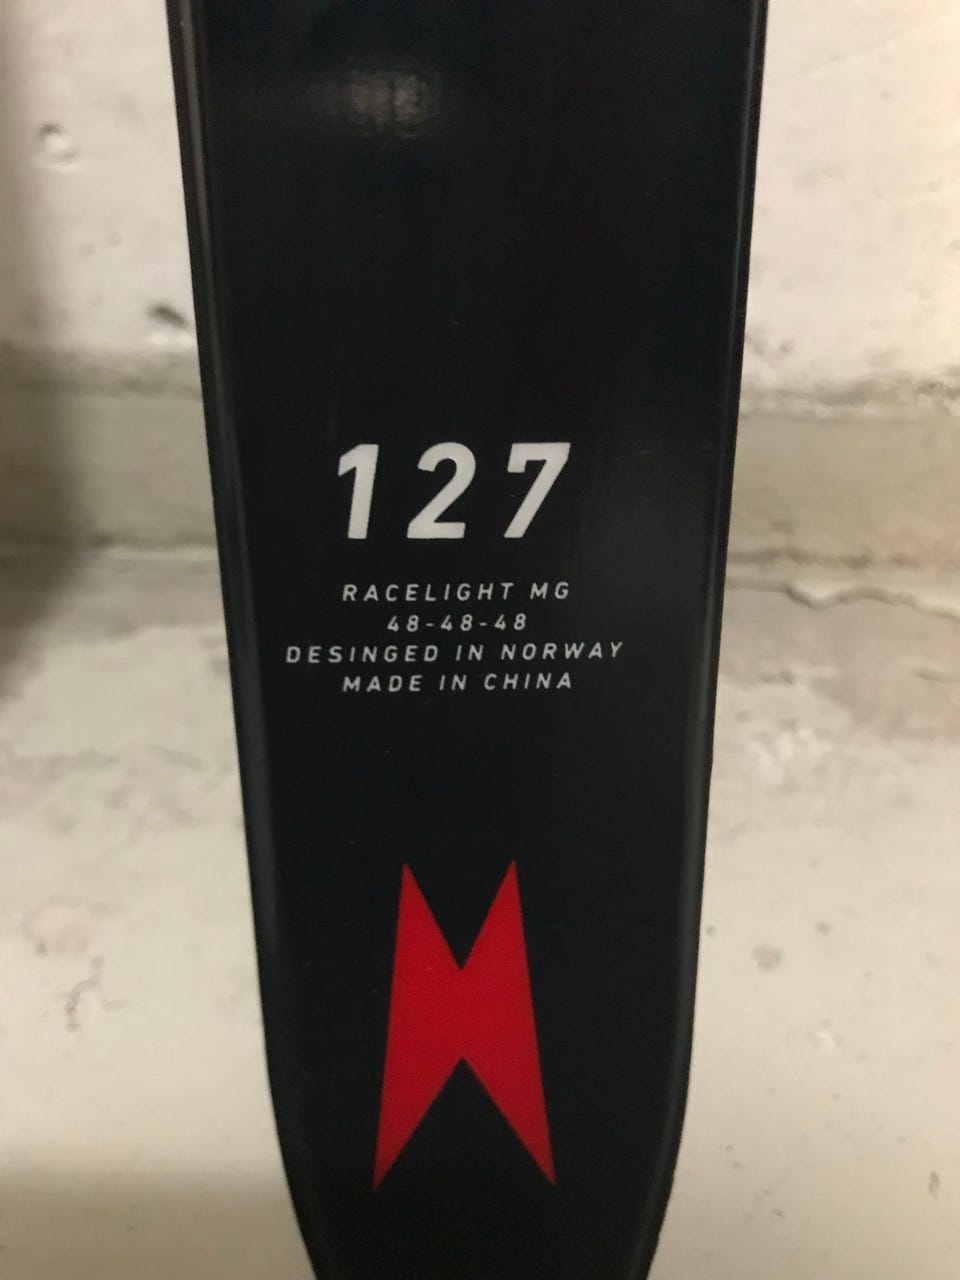 127
RACELIGHT MG
48-48-48
DESINGED IN NORWAY
MADE IN CHINA